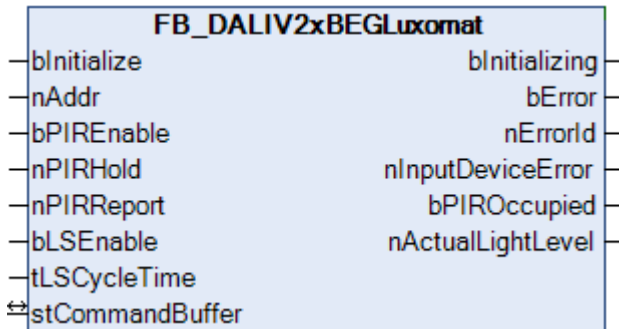 FB_DALIV2xBEGLuxomat
bInitialize bInitializing
nAddr bError
bPIREnable nErrorId
nPIRHold nInputDeviceError
nPIRReport bPIROccupied
bLSEnable nActualLightLevel
tLSCycleTime
stCommandBuffer